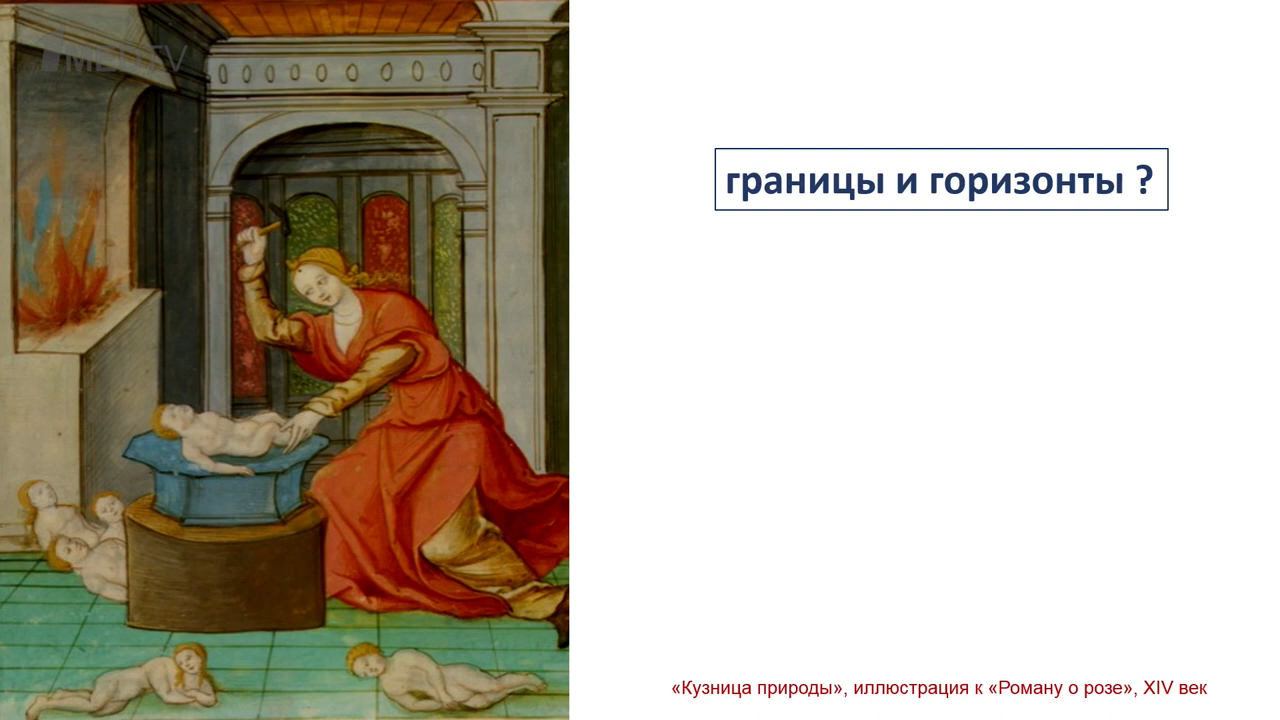 границы и горизонты ?
«Кузница природы», иллюстрация к «Роману о розе», XIV век